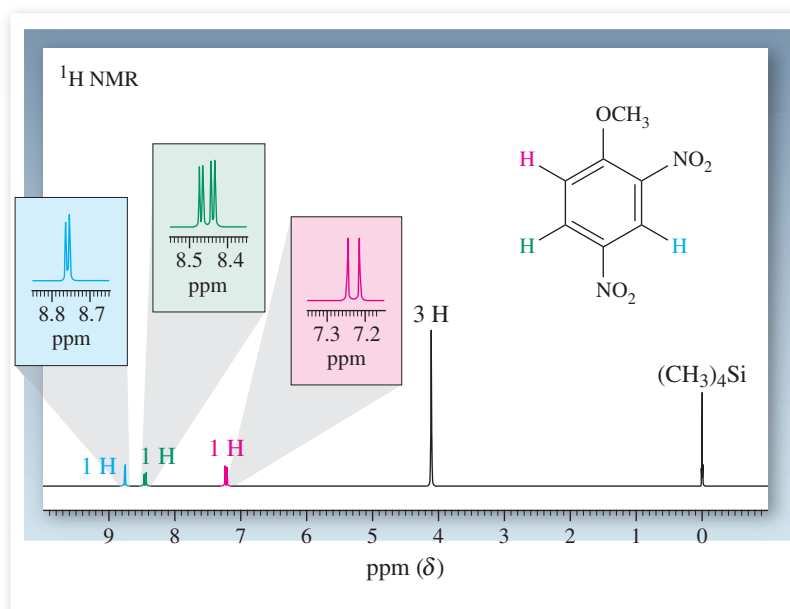 ¹H NMR
OCH₃
H
NO₂
H
H
NO₂
8.5 8.4
ppm
8.8 8.7
ppm
7.3 7.2
ppm
3 H
(CH₃)₄Si
1 H
1 H
1 H
9 8 7 6 5 4 3 2 1 0
ppm (δ)